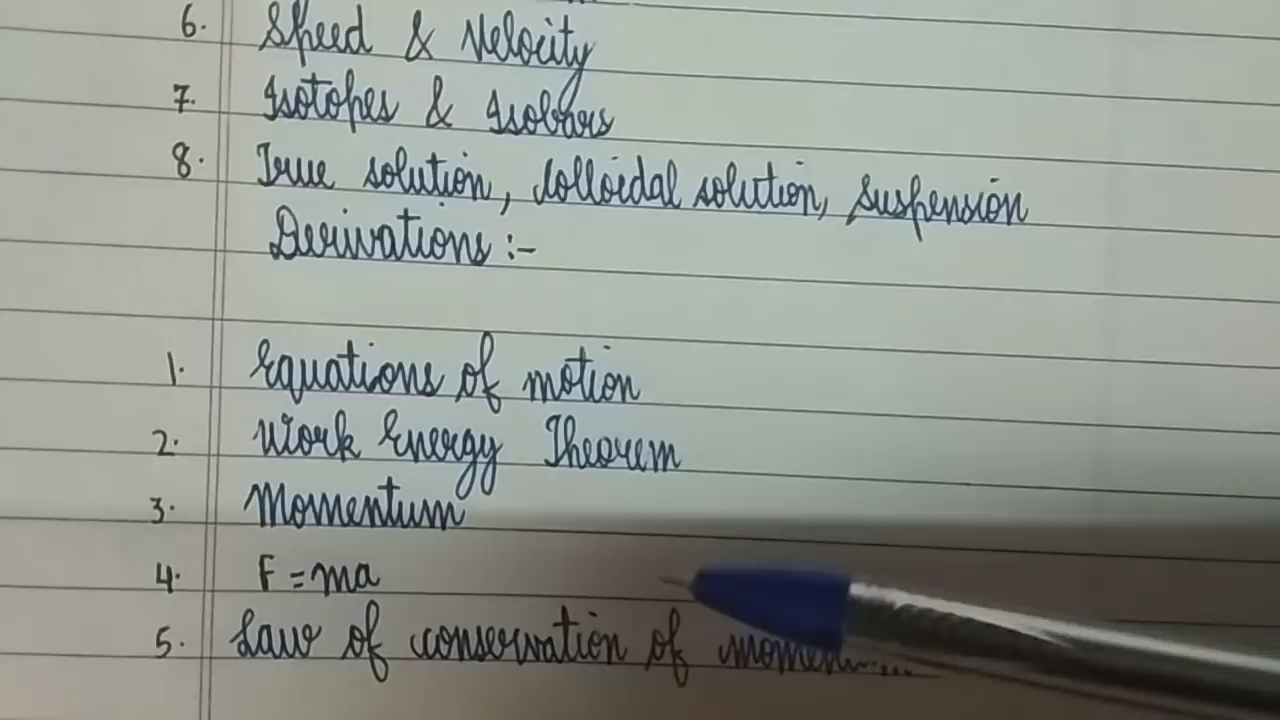 6. Speed & Velocity
7. Isotopes & Isobars
8. True solution, colloidal solution, suspension
Derivations :-
1. Equations of motion
2. Work Energy Theorem
3. Momentum
4. F = ma
5. Law of conservation of